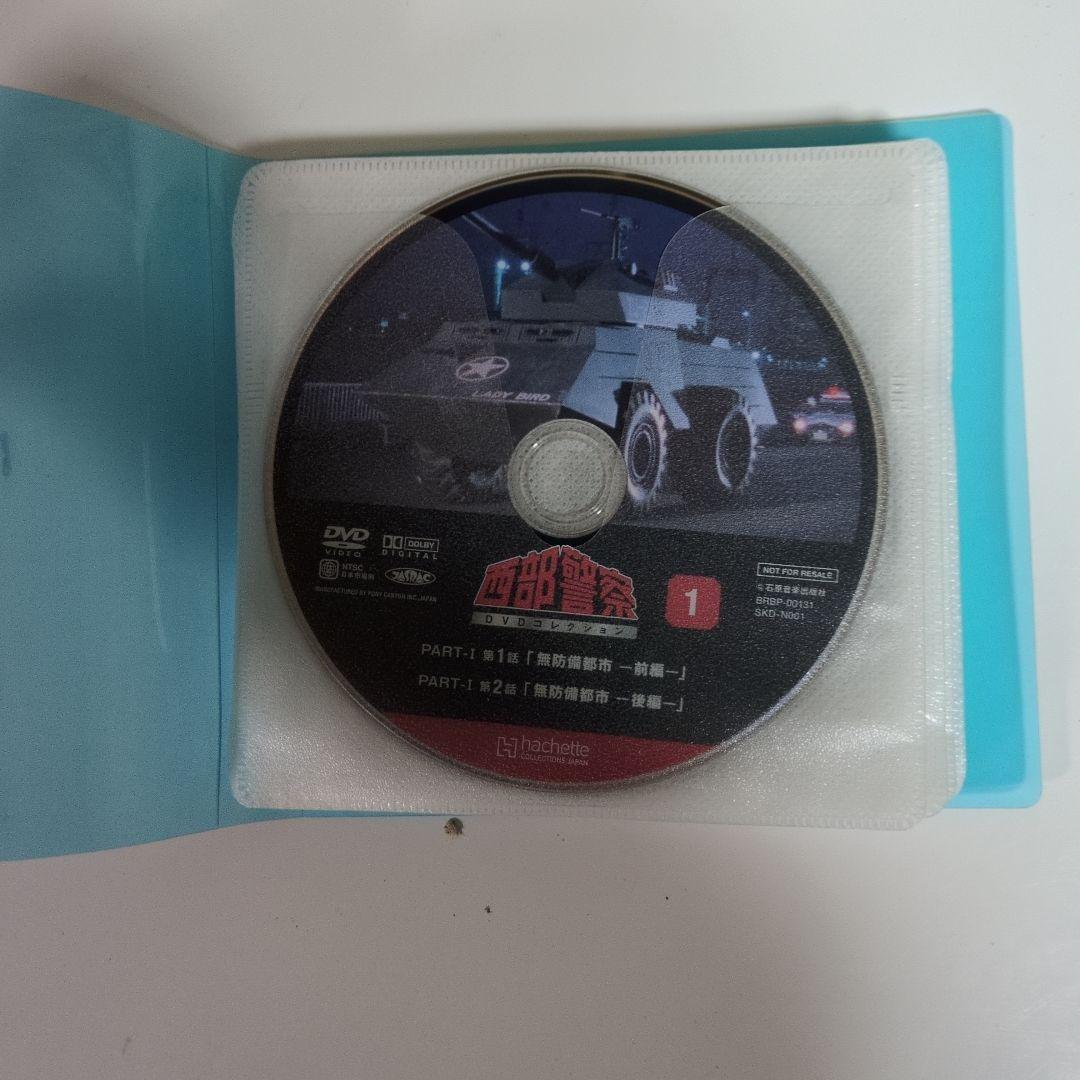 LADY BIRD
DVD
VIDEO
DOLBY
DIGITAL
NTSC
日本市場用
JASRAC
MANUFACTURED BY PONY CANYON INC., JAPAN
西部警察
DVDコレクション
1
NOT FOR RESALE
©石原音楽出版社
BRBP-00131
SKD-N001
PART-I 第1話「無防備都市 ―前編―」
PART-I 第2話「無防備都市 ―後編―」
hachette
COLLECTIONS JAPAN